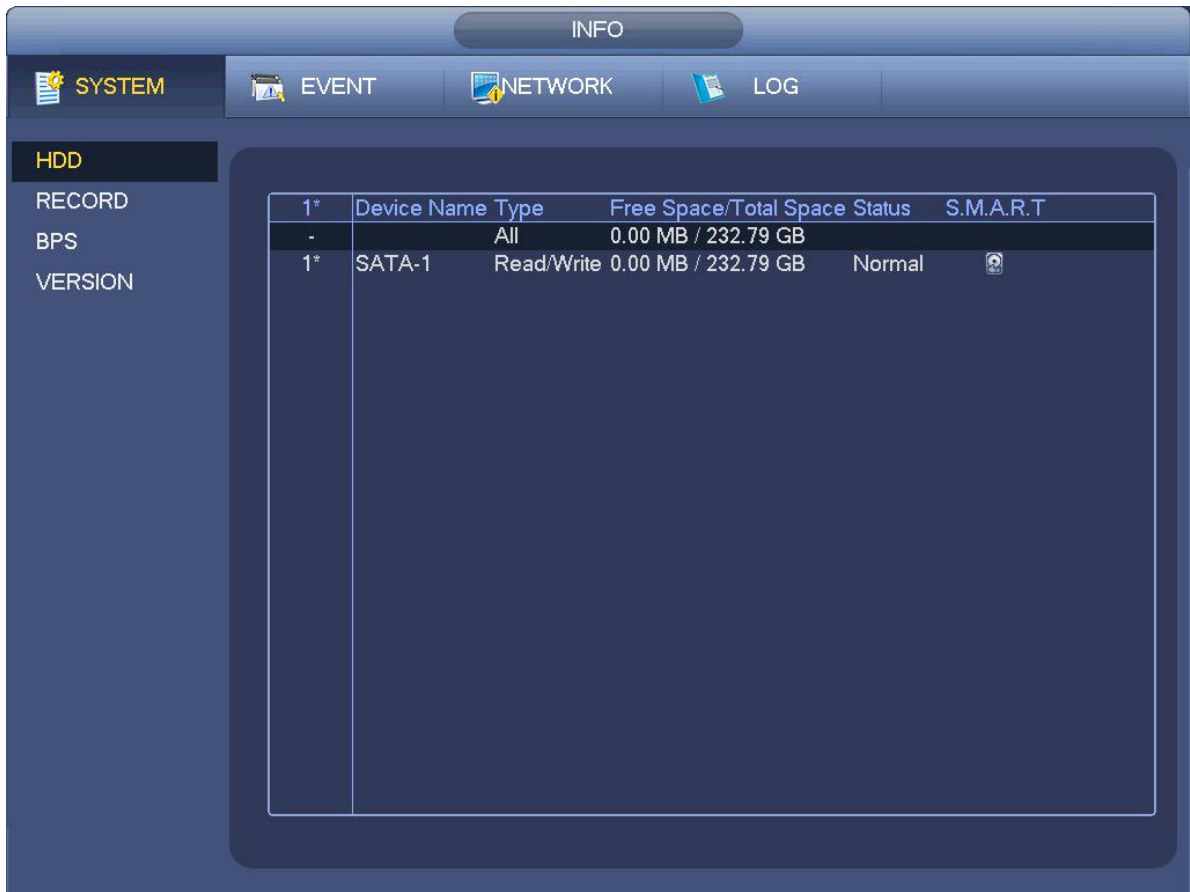 INFO
SYSTEM EVENT NETWORK LOG
HDD
RECORD
BPS
VERSION
1* Device Name Type Free Space/Total Space Status S.M.A.R.T
- All 0.00 MB / 232.79 GB
1* SATA-1 Read/Write 0.00 MB / 232.79 GB Normal